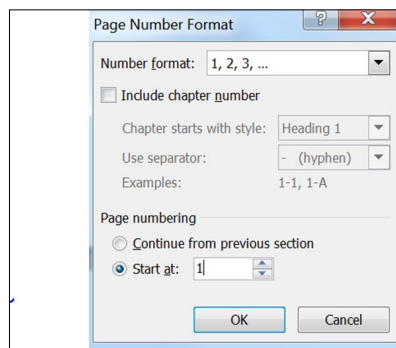 Page Number Format
Number format: 1, 2, 3, ...
Include chapter number
Chapter starts with style: Heading 1
Use separator: - (hyphen)
Examples: 1-1, 1-A
Page numbering
Continue from previous section
Start at: 1
OK Cancel